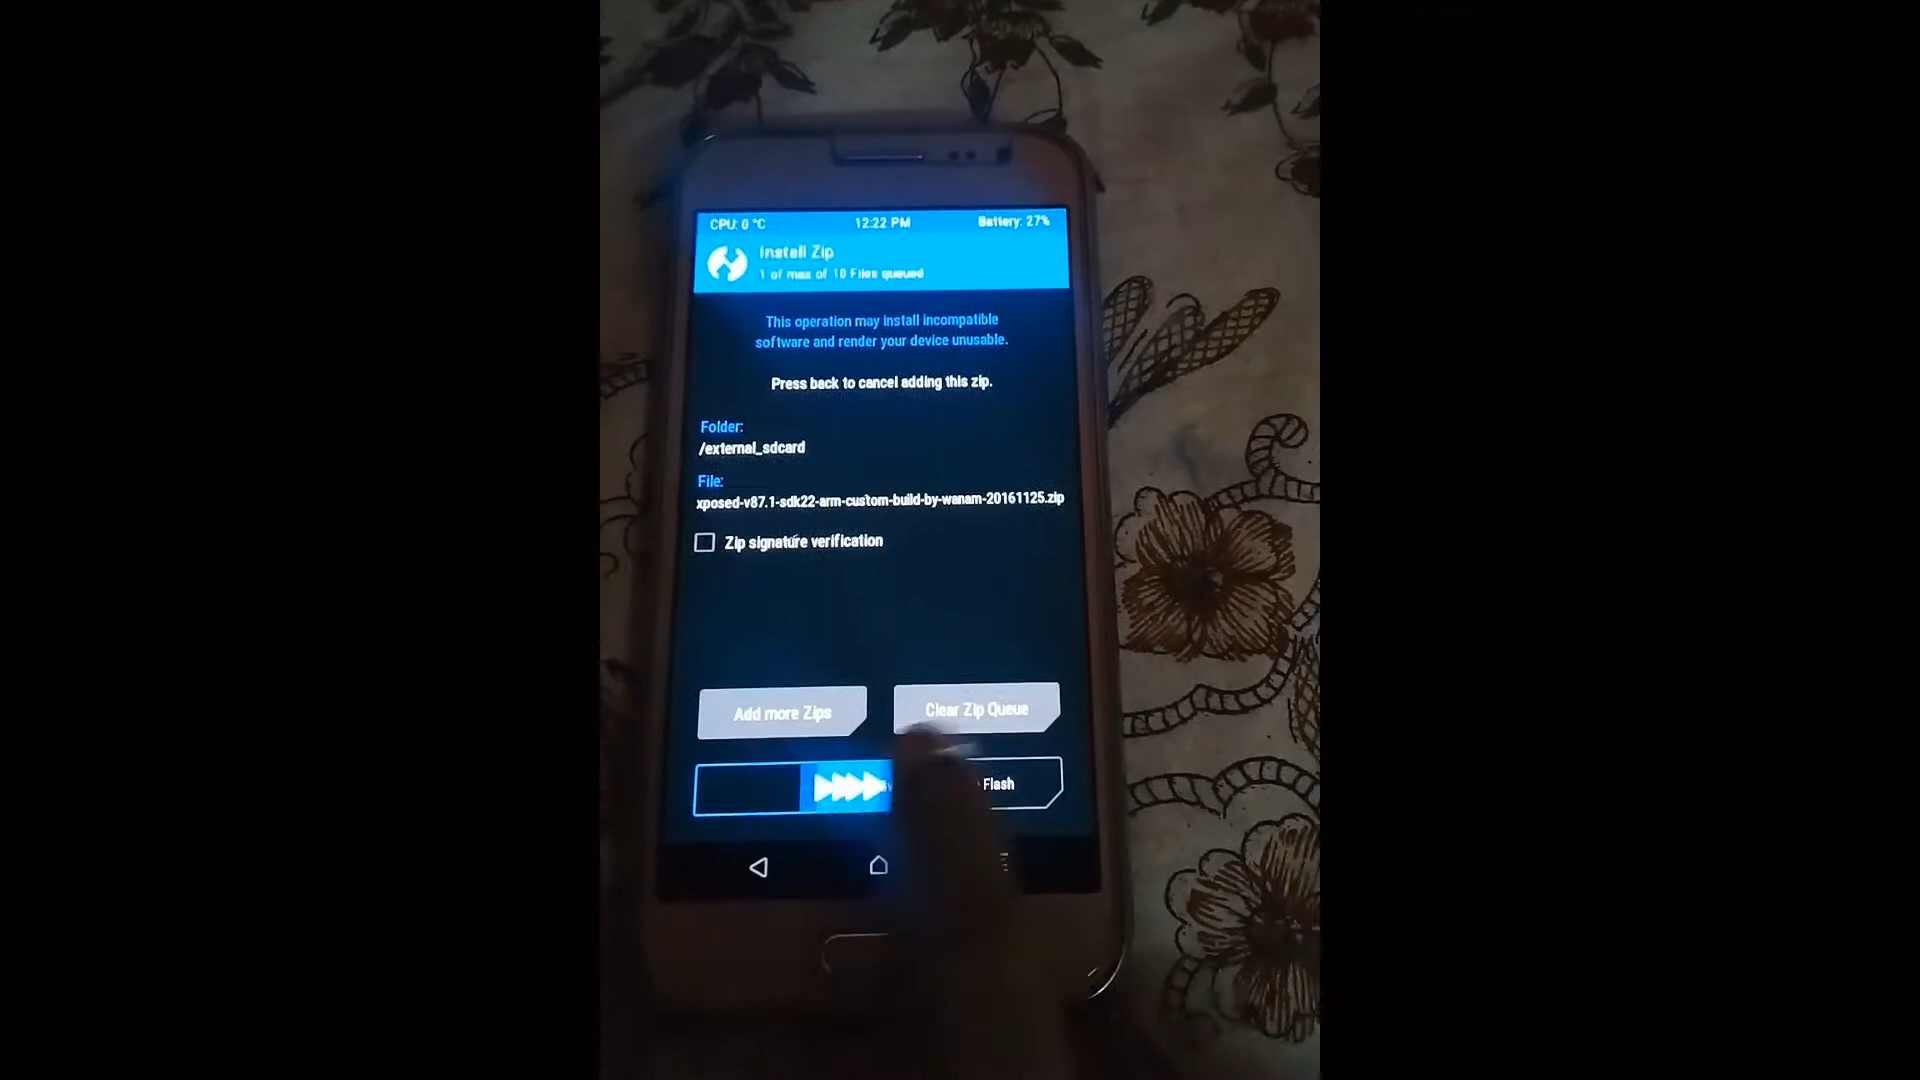 CPU: 0 °C 12:22 PM Battery: 27%
Install Zip
1 of max of 10 Files queued
This operation may install incompatible
software and render your device unusable.
Press back to cancel adding this zip.
Folder:
/external_sdcard
File:
xposed-v87.1-sdk22-arm-custom-build-by-wanam-20161125.zip
Zip signature verification
Add more Zips Clear Zip Queue
Flash